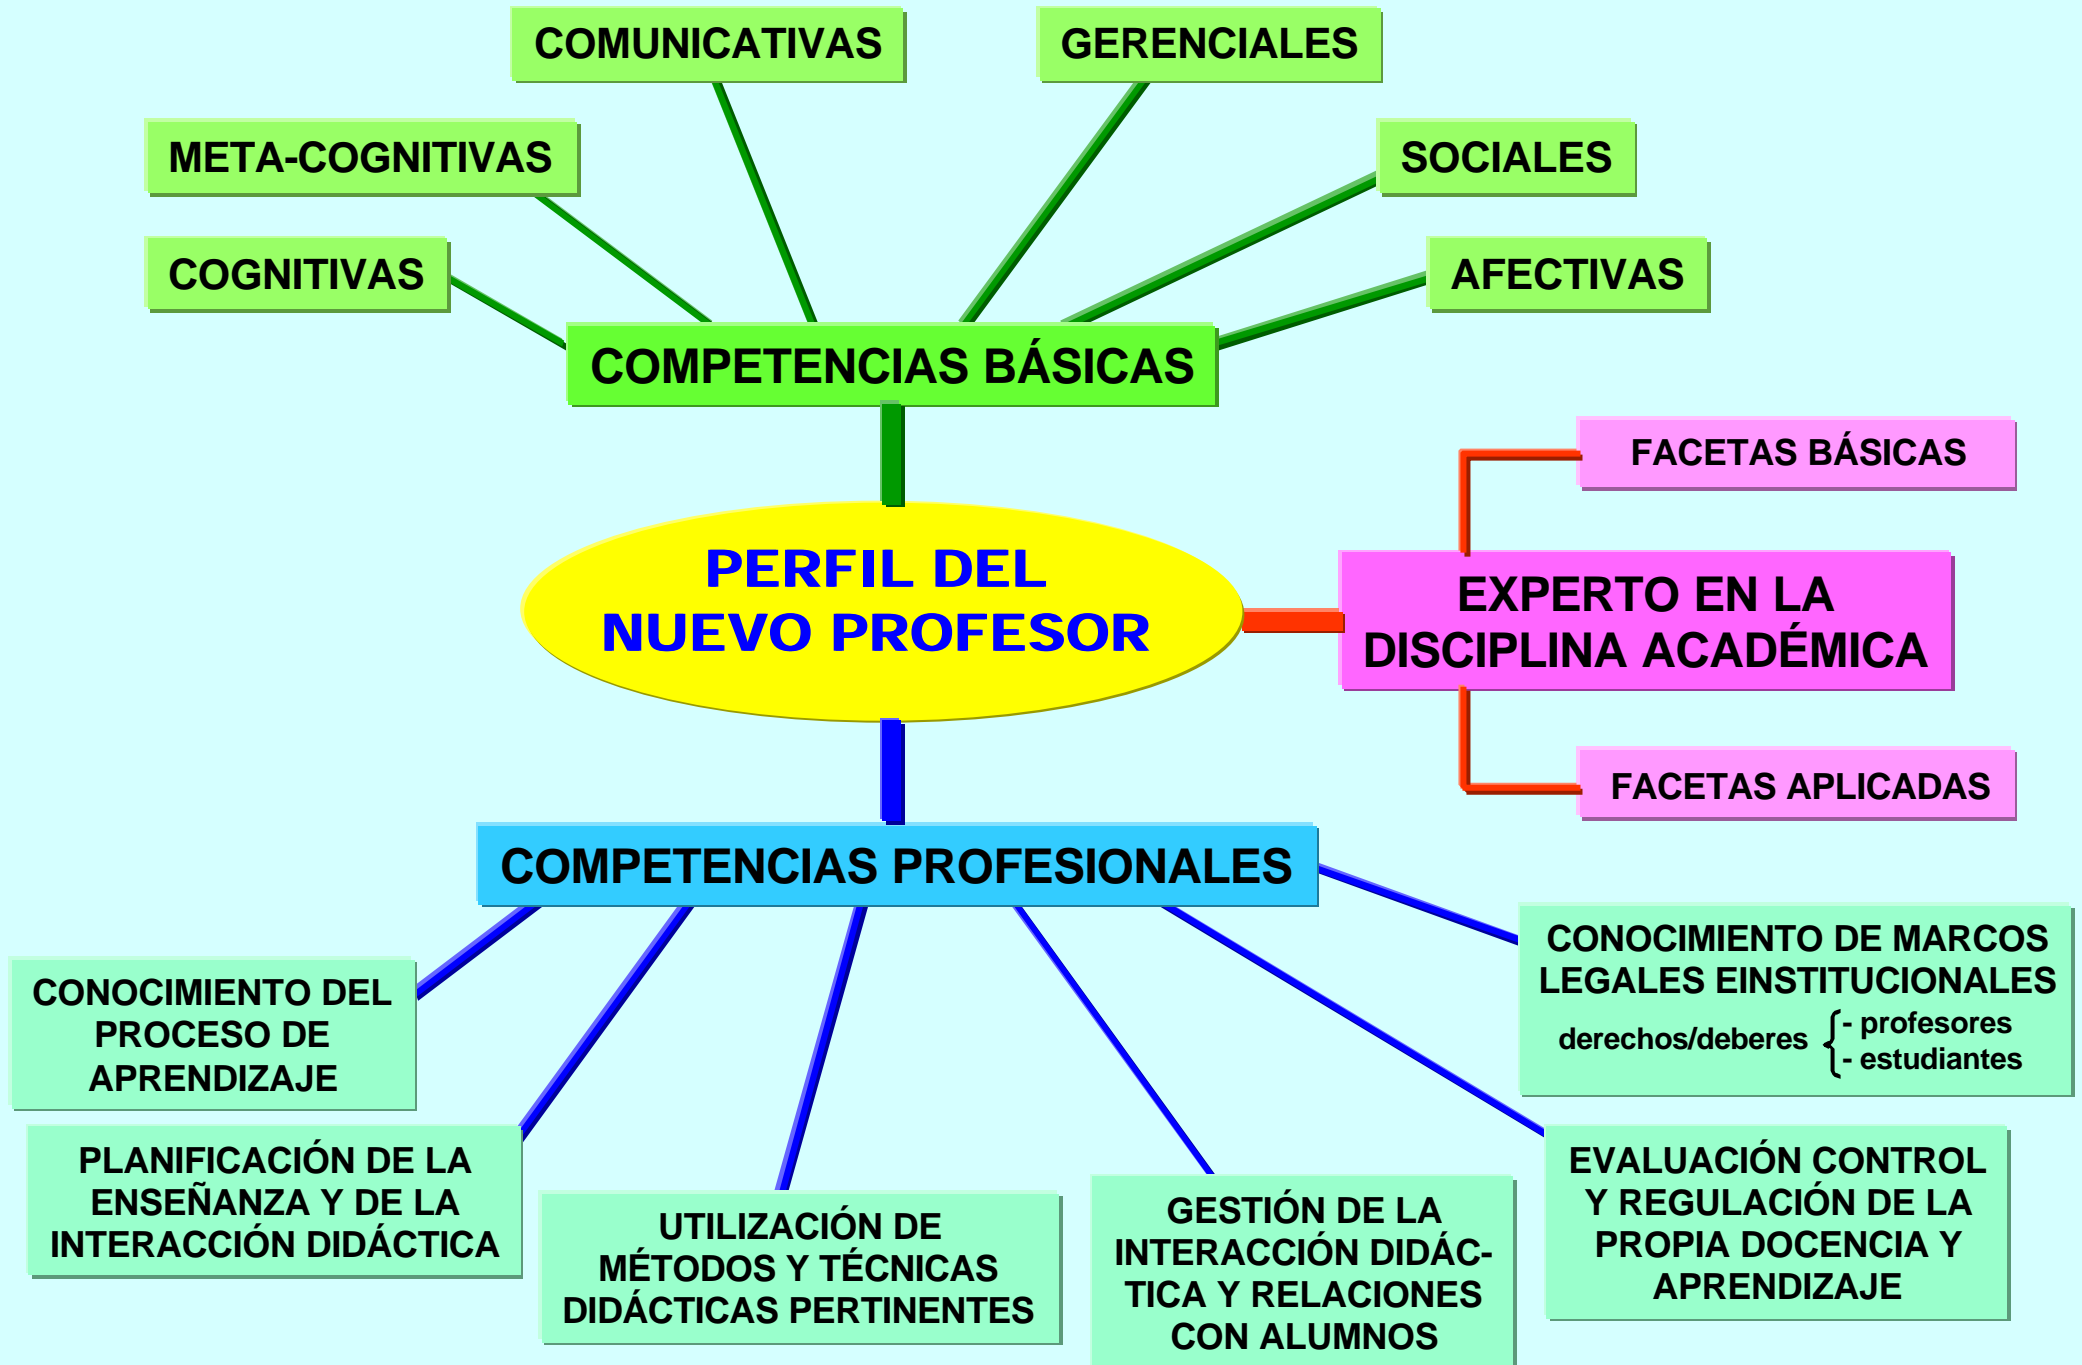 COMUNICATIVAS
GERENCIALES
META-COGNITIVAS
SOCIALES
COGNITIVAS
AFECTIVAS
COMPETENCIAS BÁSICAS
FACETAS BÁSICAS
PERFIL DEL
NUEVO PROFESOR
EXPERTO EN LA
DISCIPLINA ACADÉMICA
FACETAS APLICADAS
COMPETENCIAS PROFESIONALES
CONOCIMIENTO DE MARCOS
LEGALES EINSTITUCIONALES
derechos/deberes
- profesores
- estudiantes
CONOCIMIENTO DEL
PROCESO DE
APRENDIZAJE
PLANIFICACIÓN DE LA
ENSEÑANZA Y DE LA
INTERACCIÓN DIDÁCTICA
UTILIZACIÓN DE
MÉTODOS Y TÉCNICAS
DIDÁCTICAS PERTINENTES
GESTIÓN DE LA
INTERACCIÓN DIDÁC-
TICA Y RELACIONES
CON ALUMNOS
EVALUACIÓN CONTROL
Y REGULACIÓN DE LA
PROPIA DOCENCIA Y
APRENDIZAJE